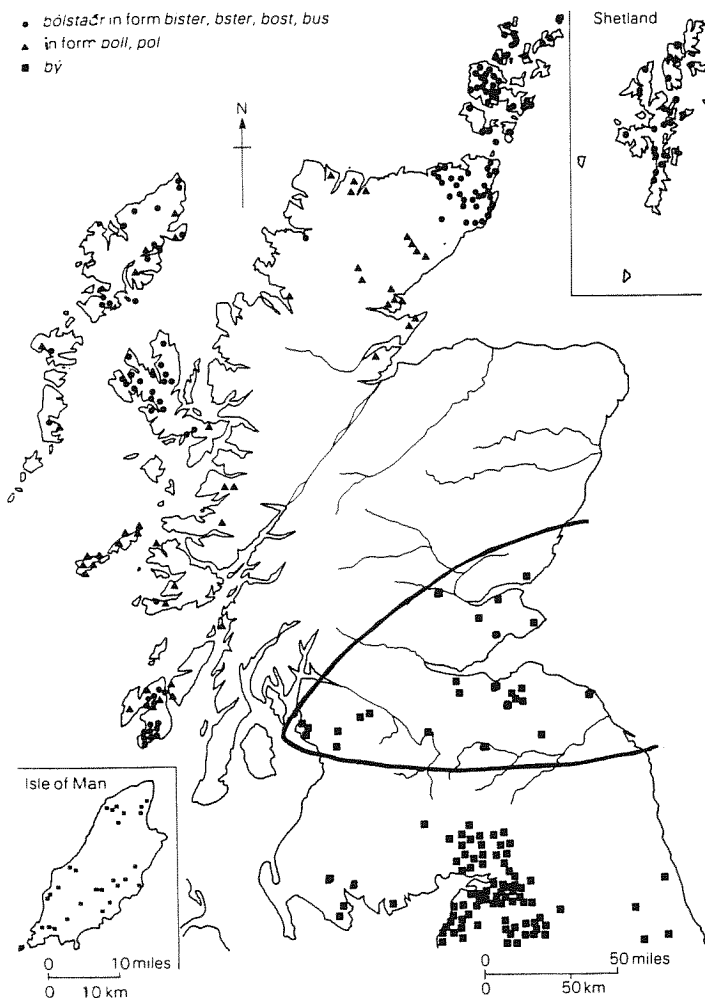 bólstaðr in form bister, bster, bost, bus
in form boll, pol
bý
N
Shetland
Isle of Man
0 10 miles
0 10 km
0 50 miles
0 50 km